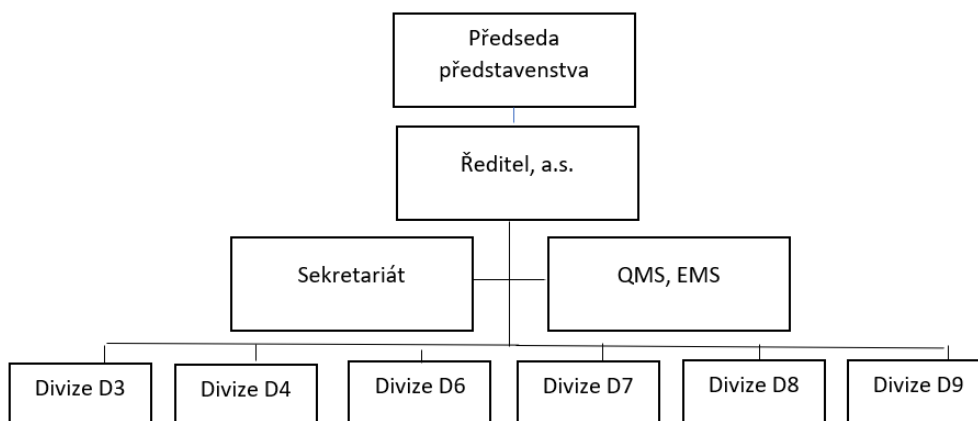 Předseda
představenstva
Ředitel, a.s.
Sekretariát
QMS, EMS
Divize D3
Divize D4
Divize D6
Divize D7
Divize D8
Divize D9